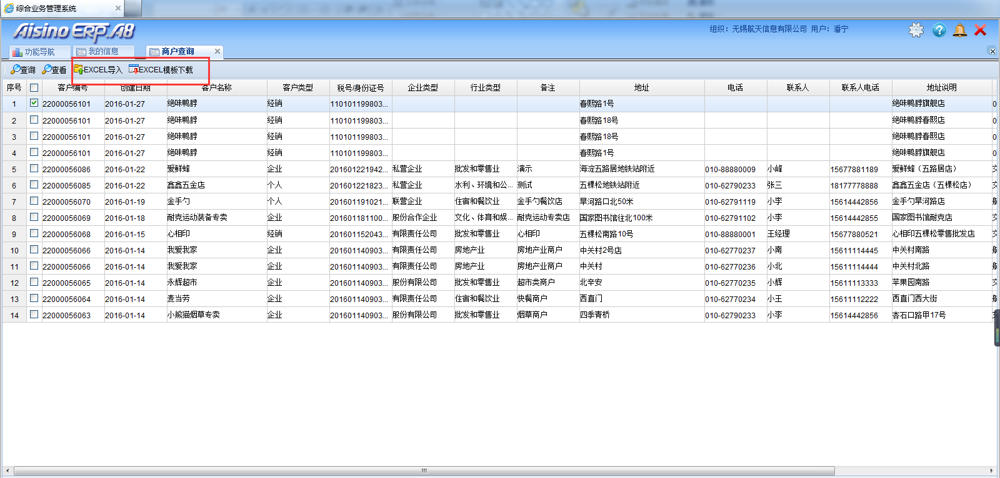 综合业务管理系统
Aisino ERP.A8
组织：无锡航天信息有限公司 用户：潘宁
功能导航 我的信息 商户查询
查询 查看 EXCEL导入 EXCEL模板下载
序号 客户编号 创建日期 客户名称 客户类型 税号/身份证号 企业类型 行业类型 备注 地址 电话 联系人 联系人电话 地址说明
1 22000056101 2016-01-27 绝味鸭脖 经销 110101199803... 春熙路1号 绝味鸭脖旗舰店 0
2 22000056101 2016-01-27 绝味鸭脖 经销 110101199803... 春熙路18号 绝味鸭脖春熙店 0
3 22000056101 2016-01-27 绝味鸭脖 经销 110101199803... 春熙路18号 绝味鸭脖春熙店 0
4 22000056101 2016-01-27 绝味鸭脖 经销 110101199803... 春熙路1号 绝味鸭脖旗舰店 0
5 22000056086 2016-01-22 爱鲜蜂 企业 201601221942... 私营企业 批发和零售业 演示 海淀五路居地铁站附近 010-88880009 小峰 15677881189 爱鲜蜂（五路居店）
6 22000056085 2016-01-22 鑫鑫五金店 个人 201601221823... 私营企业 水利、环境和公... 测试 五棵松地铁站附近 010-62790233 张三 18177778888 鑫鑫五金店（五棵松店）
7 22000056070 2016-01-19 金手勺 个人 201601191021... 联营企业 住宿和餐饮业 金手勺餐饮店 旱河路口北50米 010-62791119 小李 15614442856 金手勺旱河路店
8 22000056069 2016-01-18 耐克运动装备专卖 企业 201601181100... 股份合作企业 文化、体育和娱... 耐克运动专卖店 国家图书馆往北100米 010-62791102 小李 15614442855 国家图书馆耐克店
9 22000056068 2016-01-15 心相印 经销 201601152043... 有限责任公司 批发和零售业 心相印 五棵松南路10号 010-88880001 王经理 15677880521 心相印五棵松零售批发店
10 22000056066 2016-01-14 我爱我家 企业 201601140903... 有限责任公司 房地产业 房地产业商户 中关村2号店 010-62770237 小南 15611114445 中关村南路
11 22000056066 2016-01-14 我爱我家 企业 201601140903... 有限责任公司 房地产业 房地产业商户 中关村 010-62770236 小北 15611114444 中关村北路
12 22000056065 2016-01-14 永辉超市 企业 201601140903... 股份有限公司 批发和零售业 超市类商户 北辛安 010-62770235 小辉 15611113333 苹果园南路
13 22000056064 2016-01-14 麦当劳 企业 201601140903... 有限责任公司 住宿和餐饮业 快餐商户 西直门 010-62770234 小王 15611112222 西直门西大街
14 22000056063 2016-01-14 小熊猫烟草专卖 企业 201601140903... 股份有限公司 批发和零售业 烟草商户 四季青桥 010-62790233 小李 15614442856 杏石口路甲17号